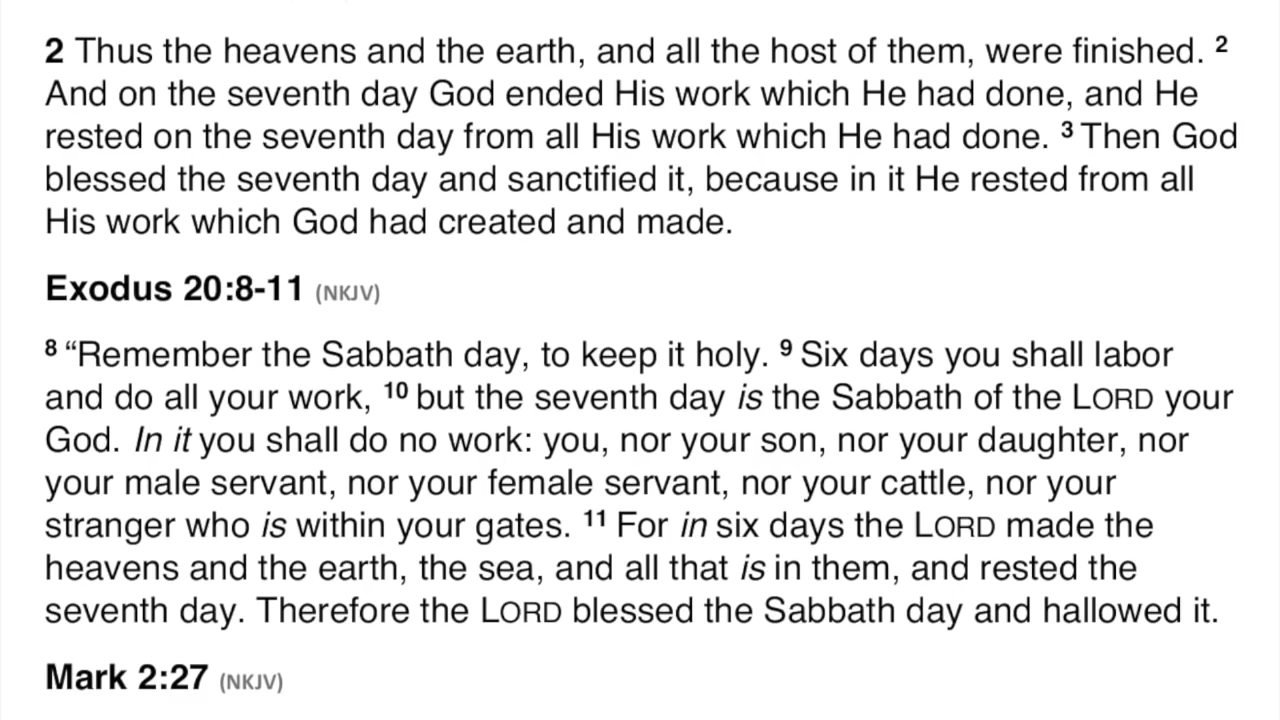 2 Thus the heavens and the earth, and all the host of them, were finished. 2
And on the seventh day God ended His work which He had done, and He
rested on the seventh day from all His work which He had done. 3 Then God
blessed the seventh day and sanctified it, because in it He rested from all
His work which God had created and made.
Exodus 20:8-11 (NKJV)
8 “Remember the Sabbath day, to keep it holy. 9 Six days you shall labor
and do all your work, 10 but the seventh day is the Sabbath of the LORD your
God. In it you shall do no work: you, nor your son, nor your daughter, nor
your male servant, nor your female servant, nor your cattle, nor your
stranger who is within your gates. 11 For in six days the LORD made the
heavens and the earth, the sea, and all that is in them, and rested the
seventh day. Therefore the LORD blessed the Sabbath day and hallowed it.
Mark 2:27 (NKJV)